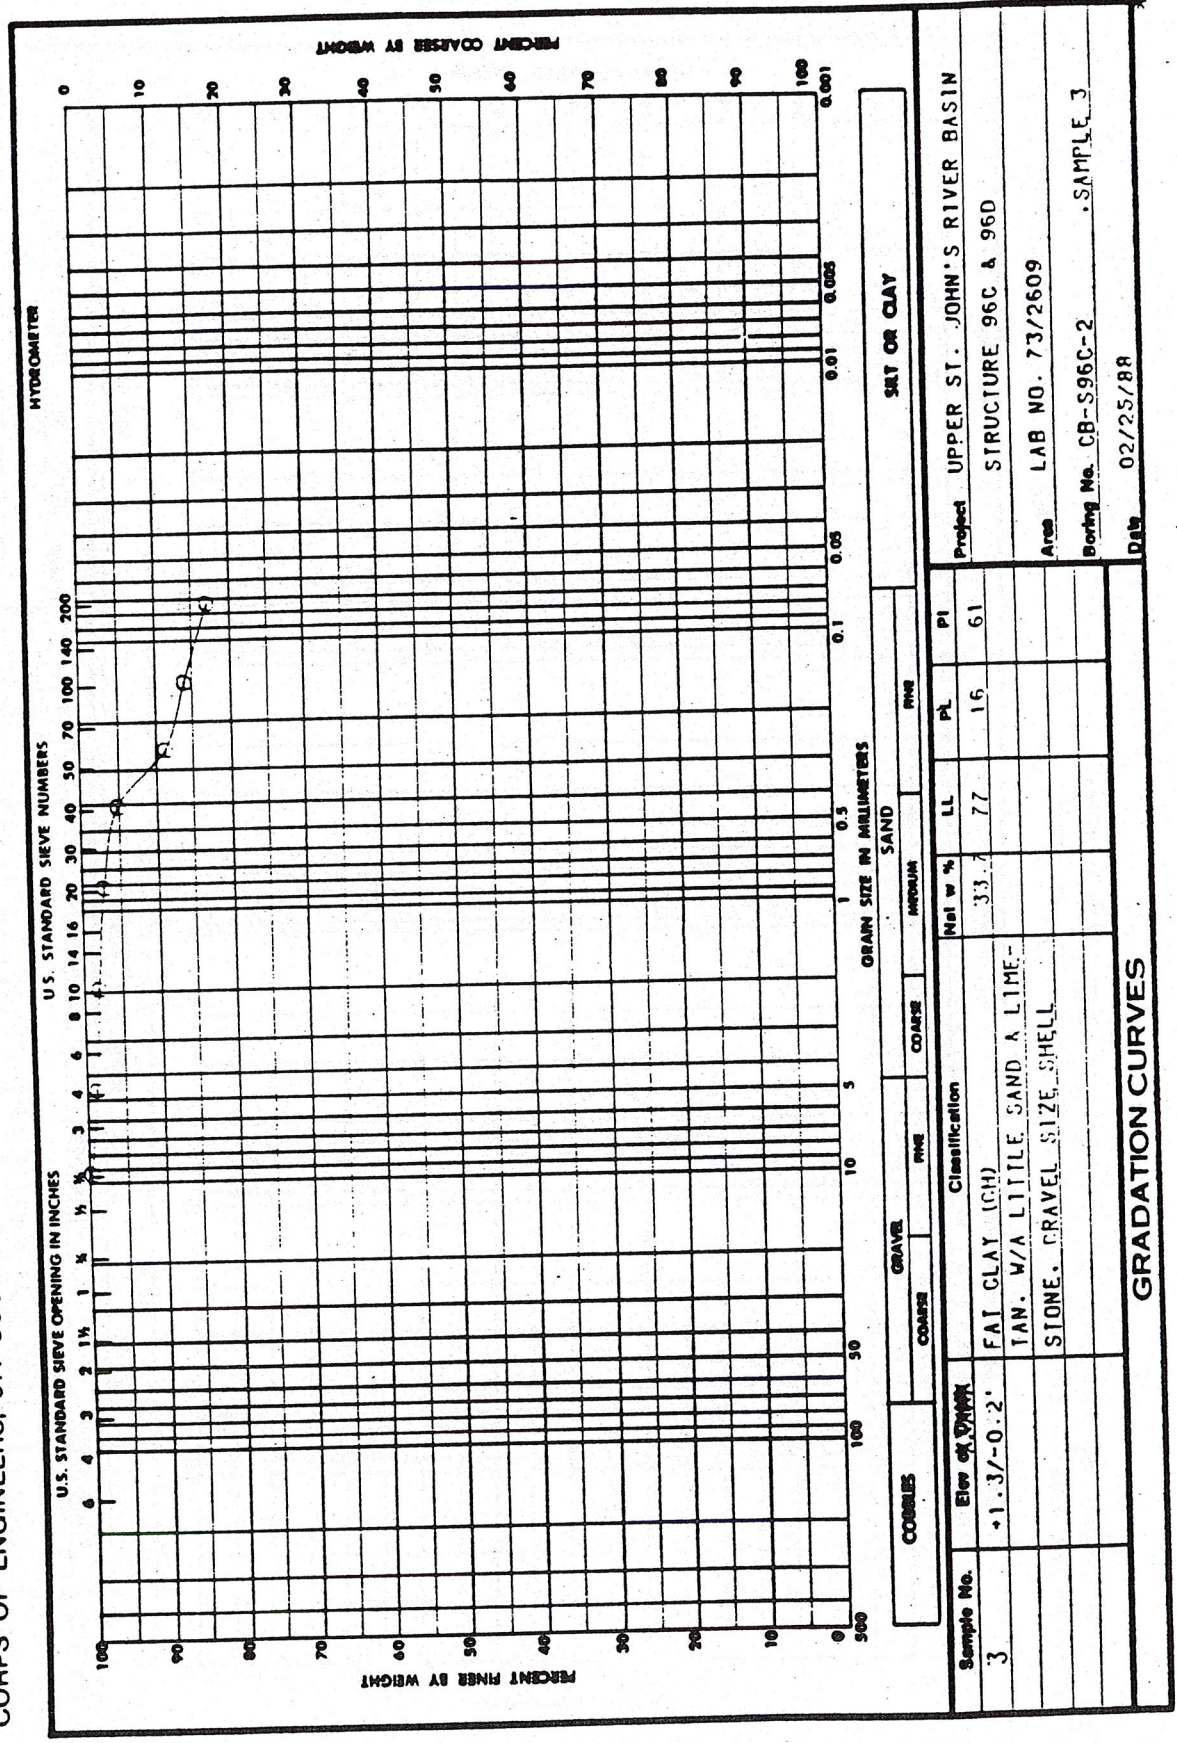 U.S. STANDARD SIEVE OPENING IN INCHES
U.S. STANDARD SIEVE NUMBERS
HYDROMETER
6 4 3 2 1½ 1 ¾ ½ ⅜ 3 4 6 8 10 14 16 20 30 40 50 70 100 140 200
PERCENT FINER BY WEIGHT
100
90
80
70
60
50
40
30
20
10
0
PERCENT COARSER BY WEIGHT
0
10
20
30
40
50
60
70
80
90
100
500 100 50 10 5 1 0.5 0.1 0.05 0.01 0.005 0.001
GRAIN SIZE IN MILLIMETERS
COBBLES
GRAVEL
SAND
SILT OR CLAY
COARSE FINE COARSE MEDIUM FINE
Sample No. Elev Classification Nat w % LL PL PI
3 +1.3/-0.2' FAT CLAY (CH) 33.7 77 16 61
TAN, W/A LITTLE SAND & LIME-
STONE, GRAVEL SIZE SHELL
Project UPPER ST. JOHN'S RIVER BASIN
STRUCTURE 96C & 96D
LAB NO. 73/2609
Area
Boring No. CB-S96C-2 , SAMPLE 3
Date 02/25/88
GRADATION CURVES